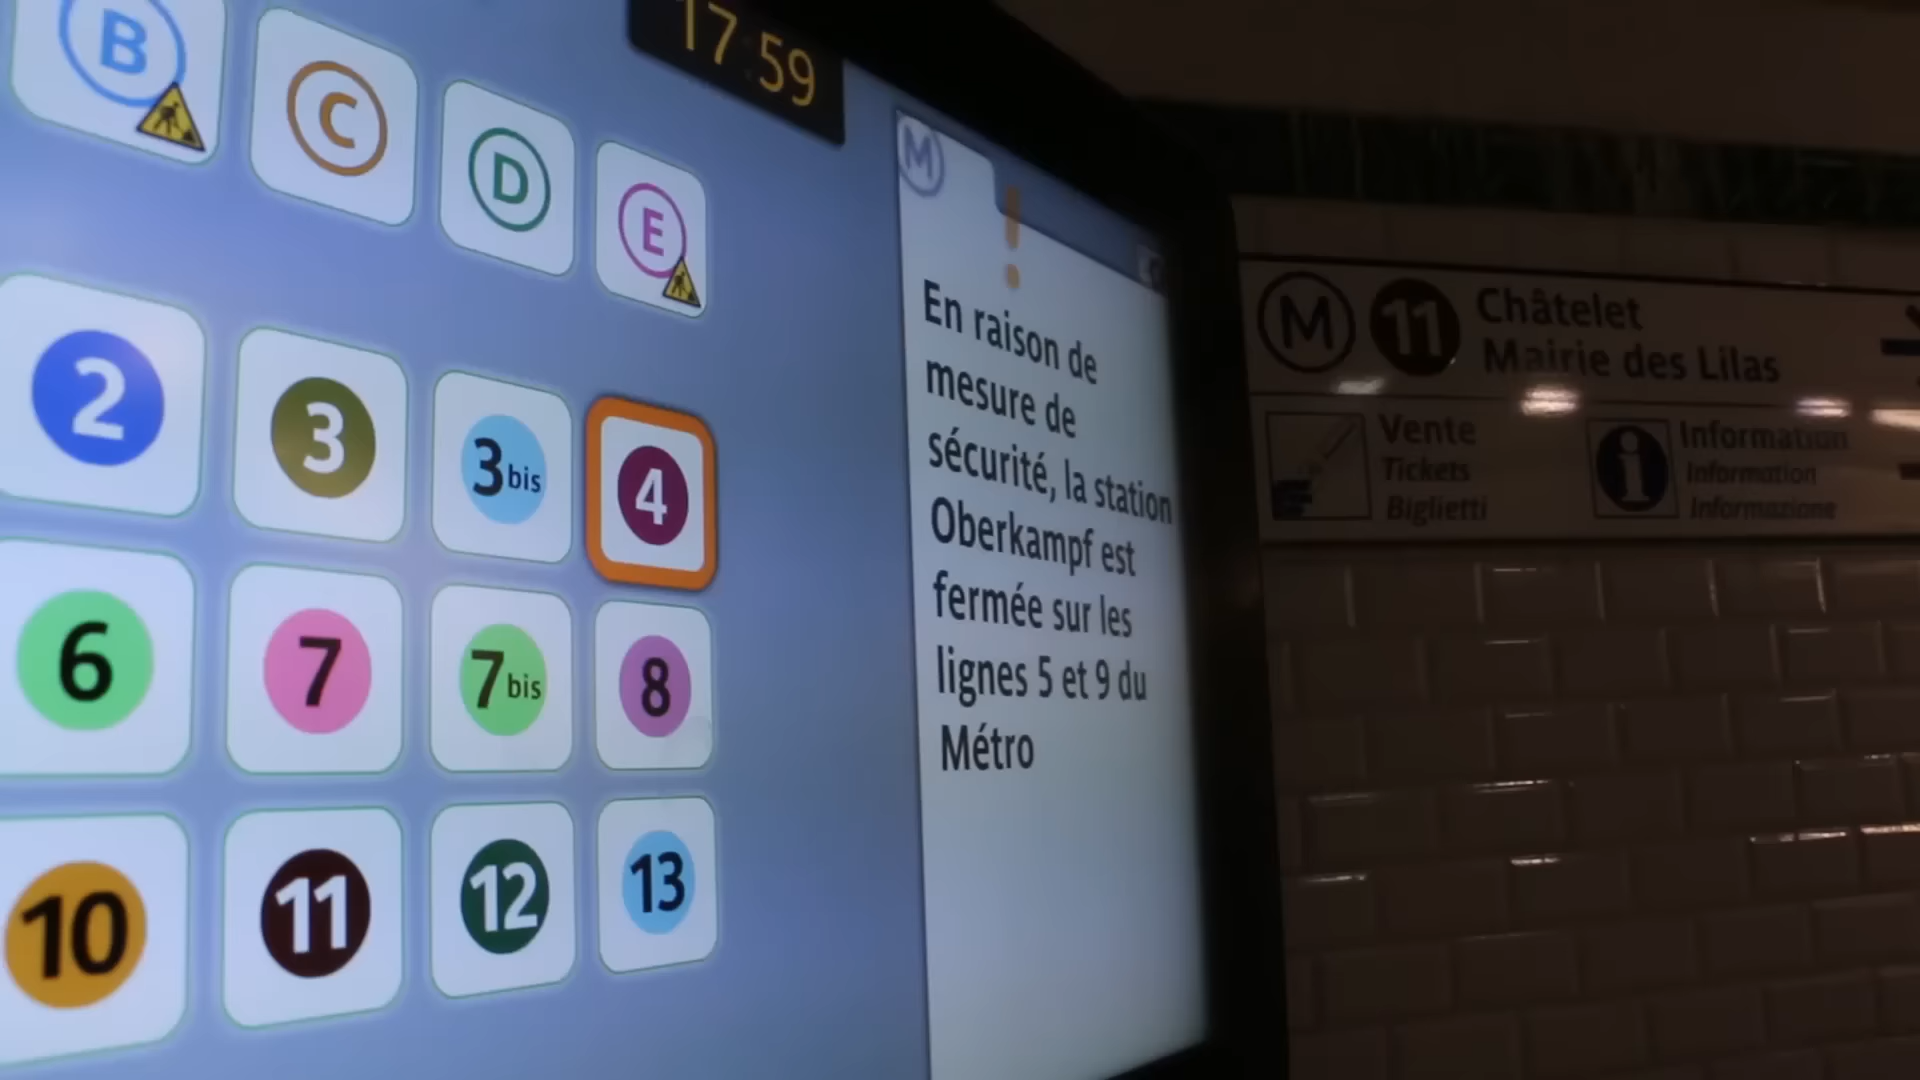 17:59
B
C
D
E
2
3
3bis
4
6
7
7bis
8
10
11
12
13
M
!
En raison de
mesure de
sécurité, la station
Oberkampf est
fermée sur les
lignes 5 et 9 du
Métro
M 11 Châtelet
Mairie des Lilas
Vente
Tickets
Biglietti
i Information
Information
Informazione